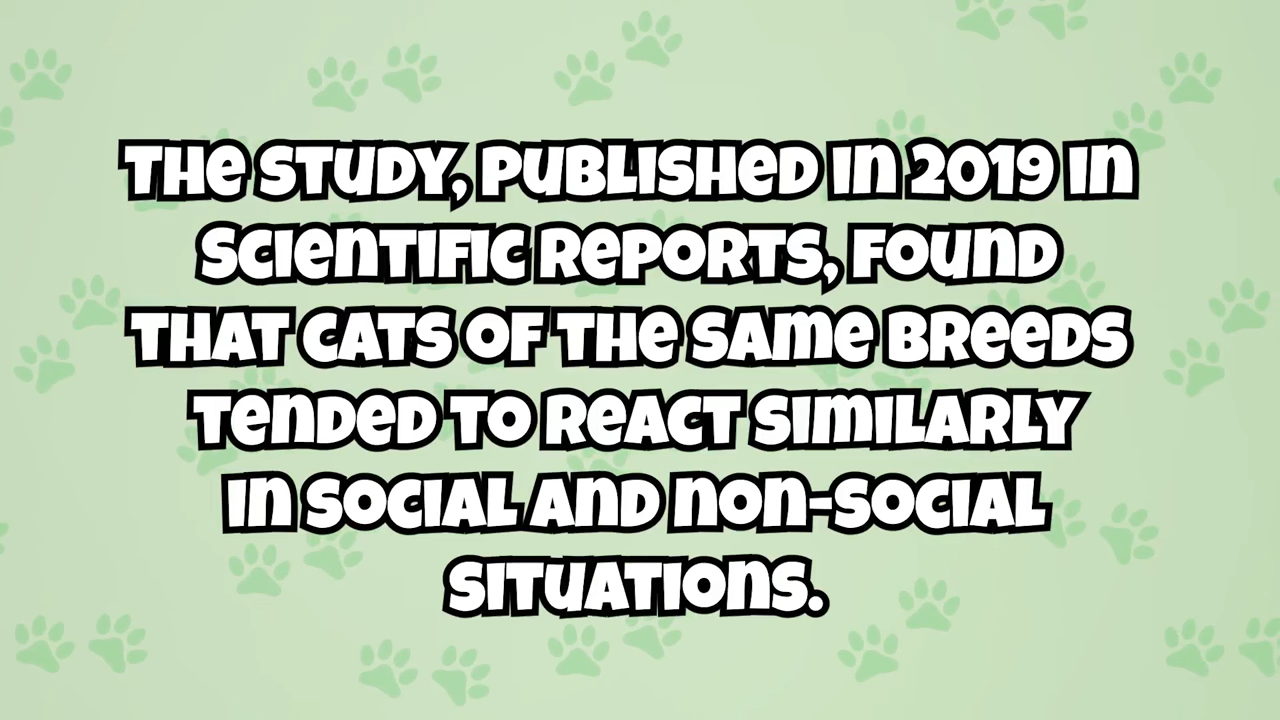 THE STUDY, PUBLISHED IN 2019 IN
SCIENTIFIC REPORTS, FOUND
THAT CATS OF THE SAME BREEDS
TENDED TO REACT SIMILARLY
IN SOCIAL AND NON-SOCIAL
SITUATIONS.